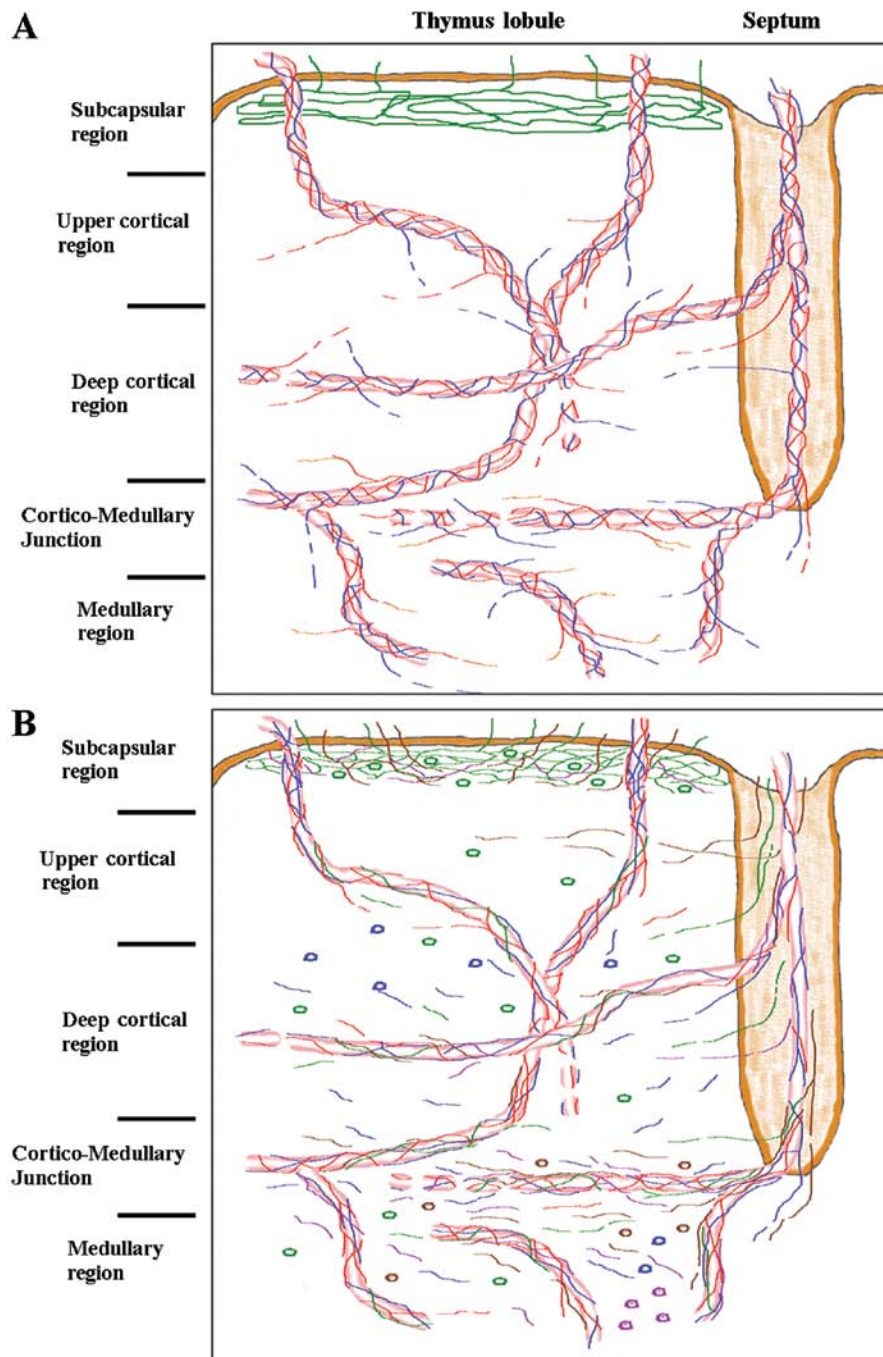 A
Thymus lobule
Septum
Subcapsular
region
Upper cortical
region
Deep cortical
region
Cortico-Medullary
Junction
Medullary
region
B
Subcapsular
region
Upper cortical
region
Deep cortical
region
Cortico-Medullary
Junction
Medullary
region